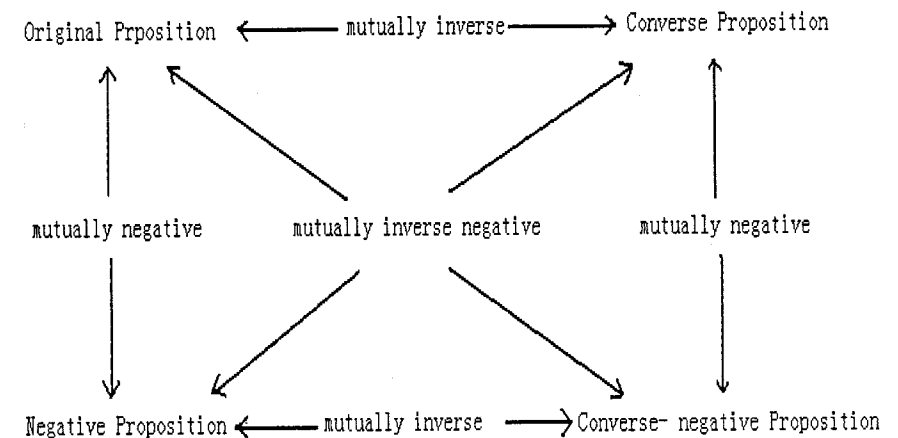 Original Prposition mutually inverse Converse Proposition
mutually negative mutually inverse negative mutually negative
Negative Proposition mutually inverse Converse- negative Proposition